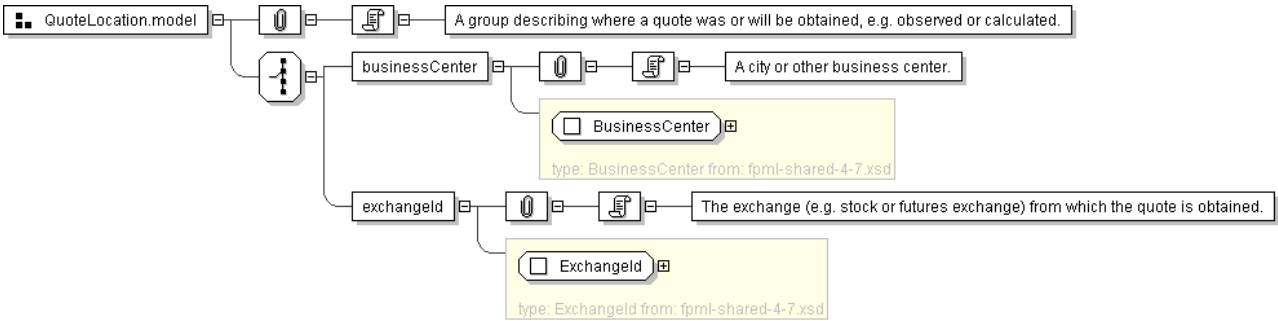 QuoteLocation.model
A group describing where a quote was or will be obtained, e.g. observed or calculated.
businessCenter
A city or other business center.
BusinessCenter
type: BusinessCenter from: fpml-shared-4-7.xsd
exchangeId
The exchange (e.g. stock or futures exchange) from which the quote is obtained.
ExchangeId
type: ExchangeId from: fpml-shared-4-7.xsd